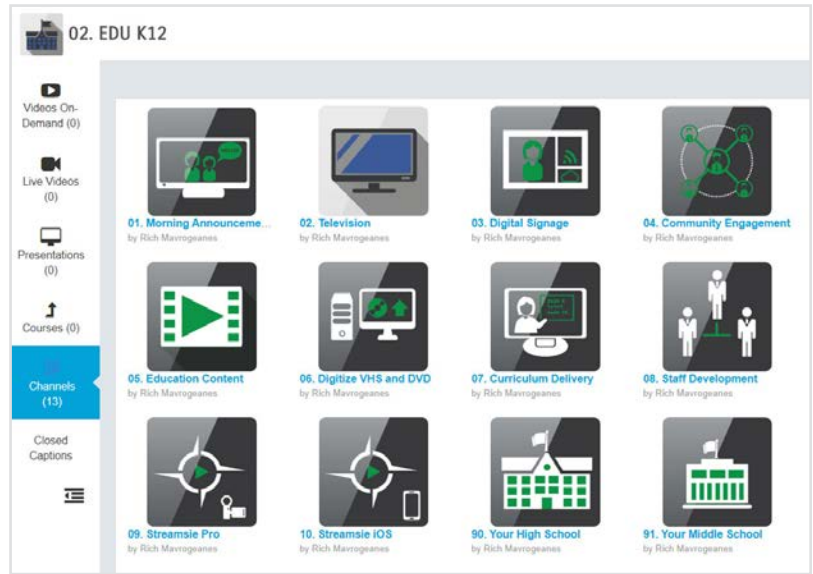 02. EDU K12
Videos On-
Demand (0)
Live Videos
(0)
Presentations
(0)
Courses (0)
Channels
(13)
Closed
Captions
01. Morning Announceme...
by Rich Mavrogeanes
02. Television
by Rich Mavrogeanes
03. Digital Signage
by Rich Mavrogeanes
04. Community Engagement
by Rich Mavrogeanes
05. Education Content
by Rich Mavrogeanes
06. Digitize VHS and DVD
by Rich Mavrogeanes
07. Curriculum Delivery
by Rich Mavrogeanes
08. Staff Development
by Rich Mavrogeanes
09. Streamsie Pro
by Rich Mavrogeanes
10. Streamsie iOS
by Rich Mavrogeanes
90. Your High School
by Rich Mavrogeanes
91. Your Middle School
by Rich Mavrogeanes